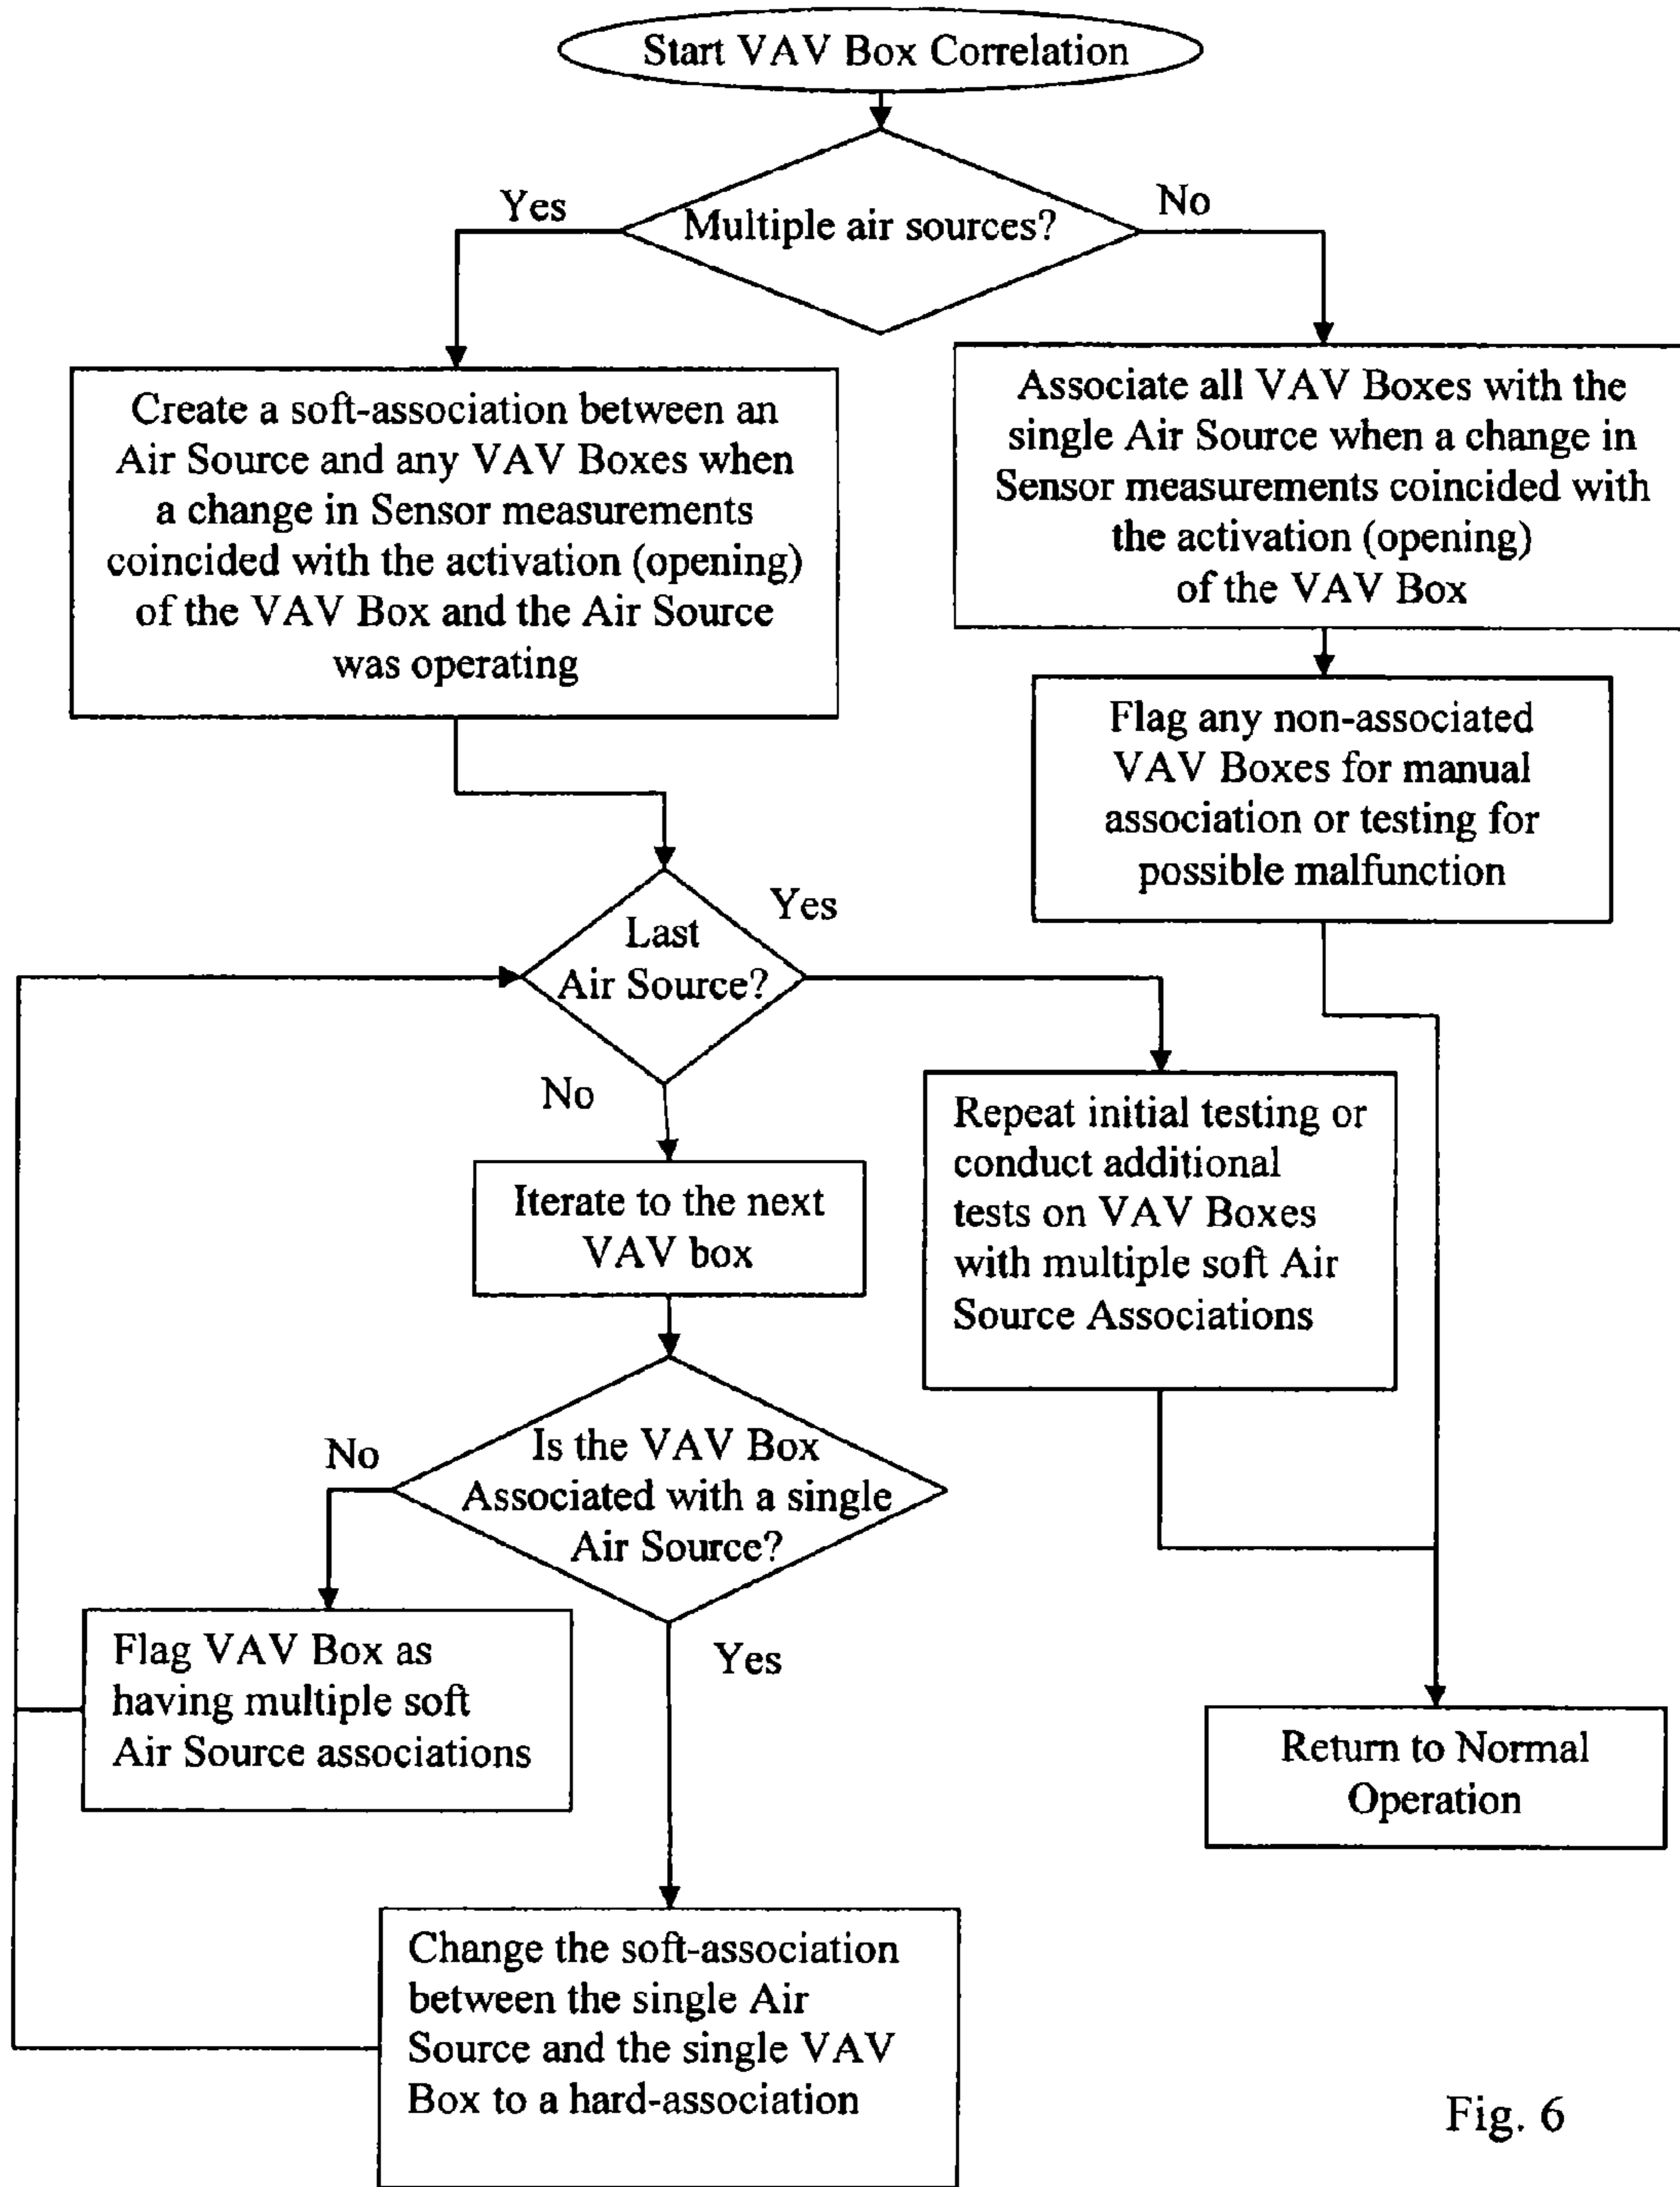 Start VAV Box Correlation
Multiple air sources?
Yes
No
Create a soft-association between an
Air Source and any VAV Boxes when
a change in Sensor measurements
coincided with the activation (opening)
of the VAV Box and the Air Source
was operating
Associate all VAV Boxes with the
single Air Source when a change in
Sensor measurements coincided with
the activation (opening)
of the VAV Box
Flag any non-associated
VAV Boxes for manual
association or testing for
possible malfunction
Last
Air Source?
Yes
No
Repeat initial testing or
conduct additional
tests on VAV Boxes
with multiple soft Air
Source Associations
Iterate to the next
VAV box
Is the VAV Box
Associated with a single
Air Source?
No
Yes
Flag VAV Box as
having multiple soft
Air Source associations
Return to Normal
Operation
Change the soft-association
between the single Air
Source and the single VAV
Box to a hard-association
Fig. 6